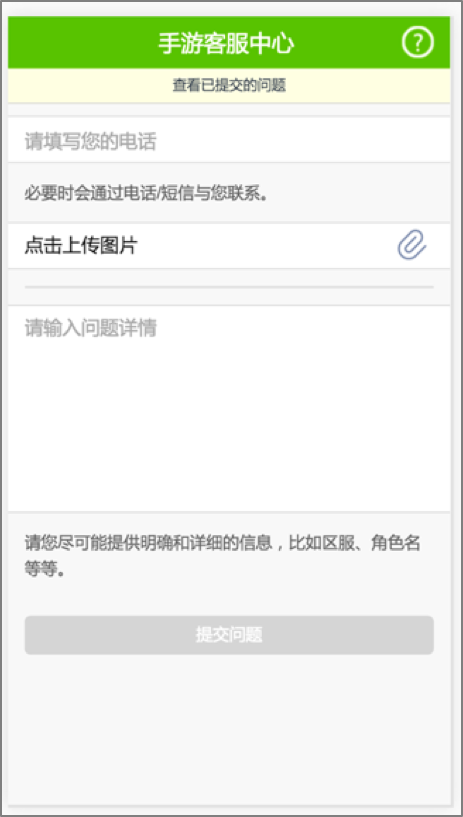 手游客服中心
查看已提交的问题
请填写您的电话
必要时会通过电话/短信与您联系。
点击上传图片
请输入问题详情
请您尽可能提供明确和详细的信息，比如区服、角色名
等等。
提交问题